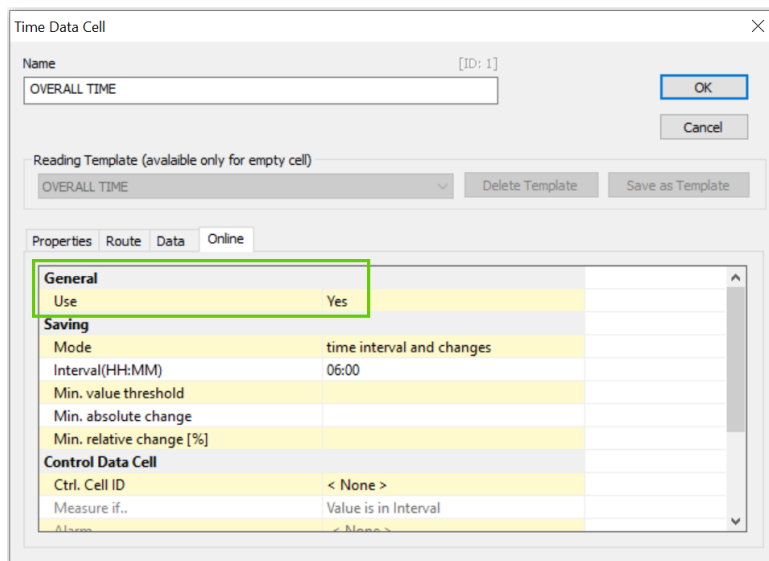 Time Data Cell
Name [ID: 1]
OVERALL TIME
OK
Cancel
Reading Template (avalaible only for empty cell)
OVERALL TIME Delete Template Save as Template
Properties Route Data Online
General
Use Yes
Saving
Mode time interval and changes
Interval(HH:MM) 06:00
Min. value threshold
Min. absolute change
Min. relative change [%]
Control Data Cell
Ctrl. Cell ID < None >
Measure if.. Value is in Interval
Alarm < None >